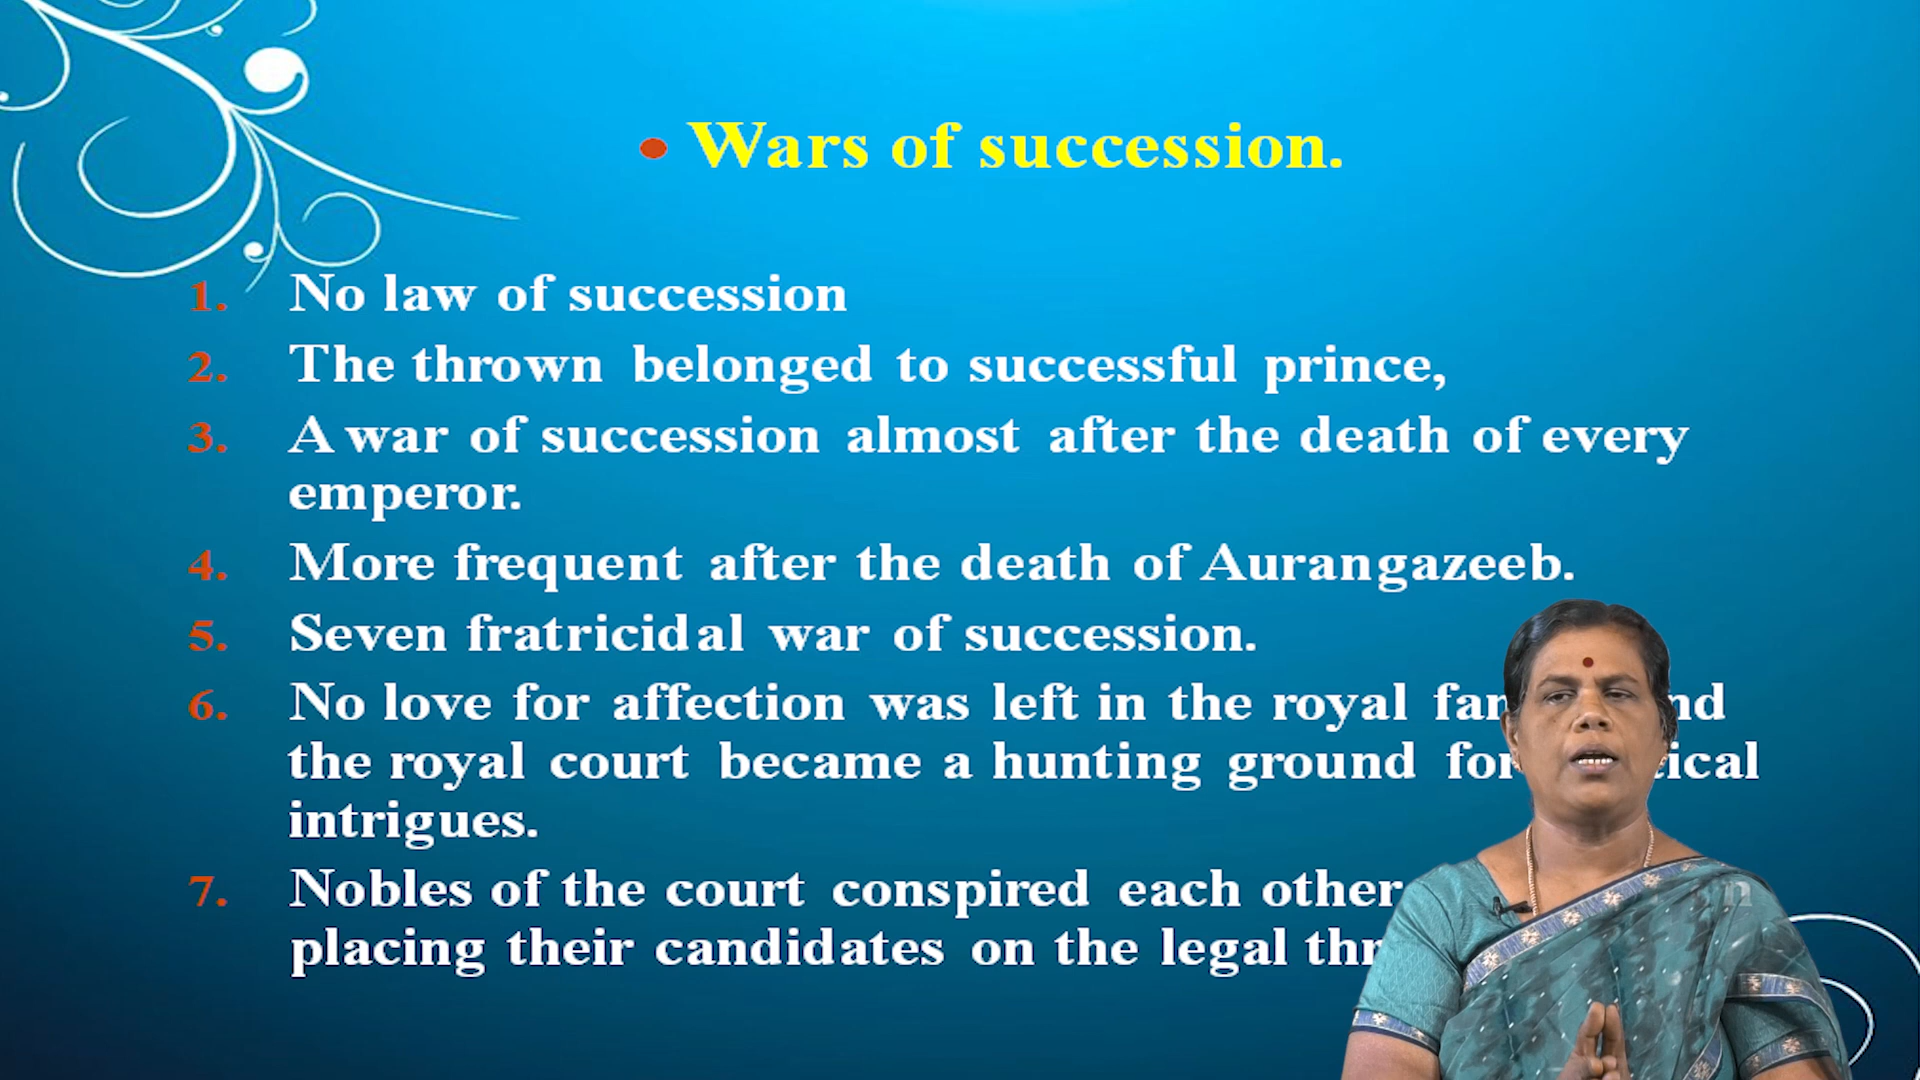 • Wars of succession.
1. No law of succession
2. The thrown belonged to successful prince,
3. A war of succession almost after the death of every
emperor.
4. More frequent after the death of Aurangazeeb.
5. Seven fratricidal war of succession.
6. No love for affection was left in the royal
the royal court became a hunting ground
intrigues.
7. Nobles of the court conspired each other
placing their candidates on the legal